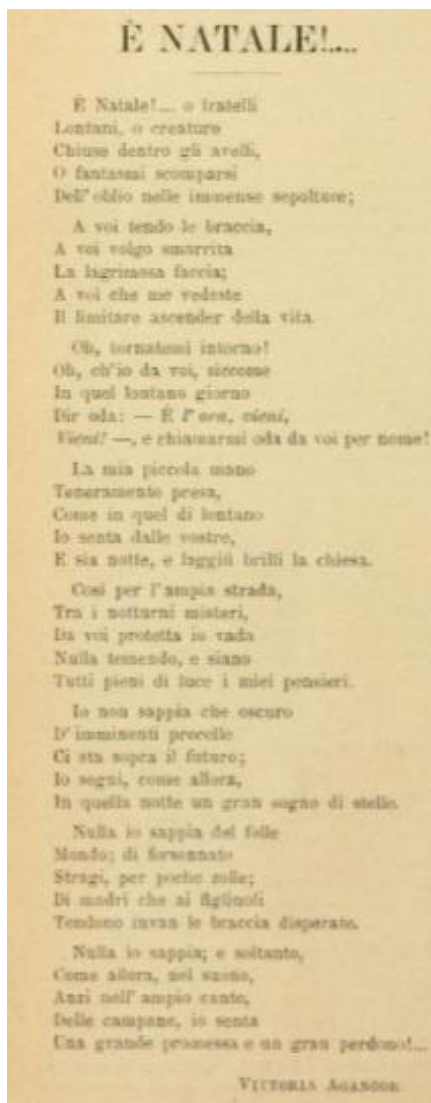 È NATALE!....
È Natale!.... o fratelli
Lontani, o creature
Chiuse dentro gli avelli,
O fantasmi scomparsi
Dell' oblio nelle immense sepolture;
A voi tendo le braccia,
A voi volgo smarrita
La lagrimosa faccia;
A voi che me vedeste
Il limitare ascender della vita.
Oh, tornatemi intorno!
Oh, ch'io da voi, siccome
In quel lontano giorno
Dir oda: — È l' ora, vieni,
Vieni! —, e chiamarmi oda da voi per nome!
La mia piccola mano
Teneramente presa,
Come in quel dì lontano
Io senta dalle vostre,
E sia notte, e laggiù brilli la chiesa.
Così per l' ampia strada,
Tra i notturni misteri,
Da voi protetta io vada
Nulla temendo, e siano
Tutti pieni di luce i miei pensieri.
Io non sappia che oscuro
D' imminenti procelle
Ci sta sopra il futuro;
Io sogni, come allora,
In quella notte un gran sogno di stelle.
Nulla io sappia del folle
Mondo; di forsennate
Stragi, per poche zolle;
Di madri che ai figliuoli
Tendono invan le braccia disperate.
Nulla io sappia; e soltanto,
Come allora, nel suono,
Anzi nell' ampio canto,
Delle campane, io senta
Una grande promessa e un gran perdono!...
VITTORIA AGANOOR